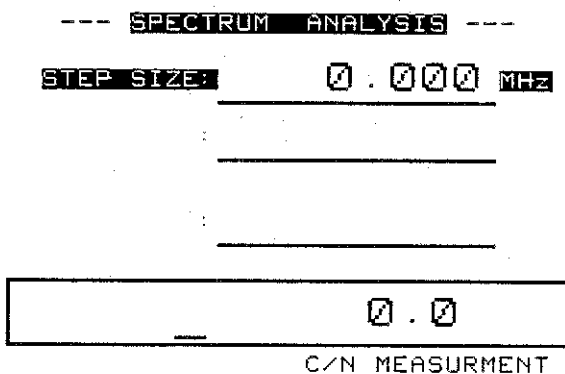 --- SPECTRUM ANALYSIS ---
STEP SIZE: 0.000 MHz
:
:
0.0
C/N MEASURMENT